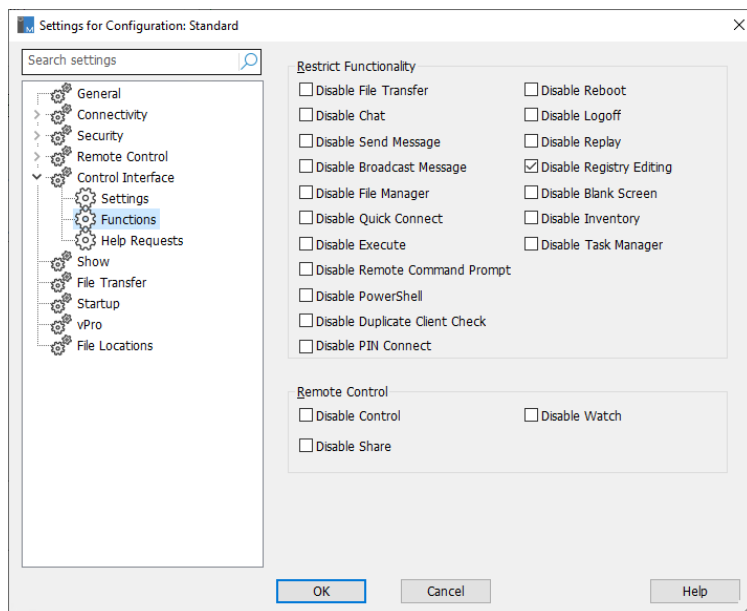 Settings for Configuration: Standard
Search settings
General
Connectivity
Security
Remote Control
Control Interface
Settings
Functions
Help Requests
Show
File Transfer
Startup
vPro
File Locations
Restrict Functionality
Disable File Transfer
Disable Chat
Disable Send Message
Disable Broadcast Message
Disable File Manager
Disable Quick Connect
Disable Execute
Disable Remote Command Prompt
Disable PowerShell
Disable Duplicate Client Check
Disable PIN Connect
Disable Reboot
Disable Logoff
Disable Replay
Disable Registry Editing
Disable Blank Screen
Disable Inventory
Disable Task Manager
Remote Control
Disable Control
Disable Share
Disable Watch
OK
Cancel
Help